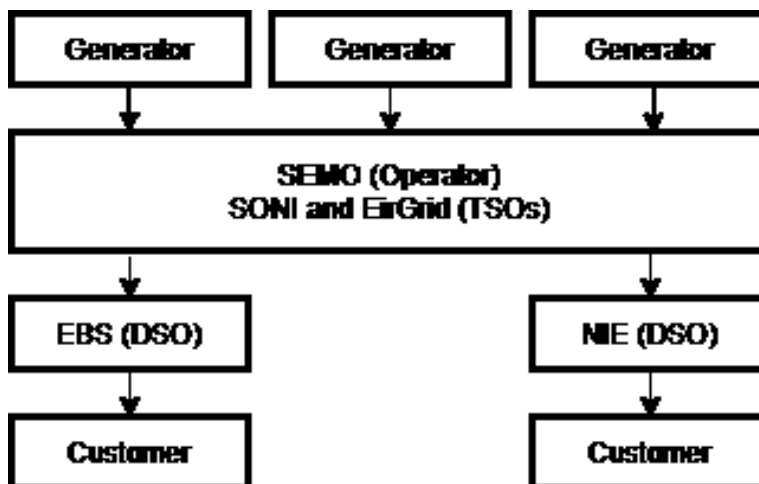 Generator
Generator
Generator
SEMO (Operator)
SONI and EirGrid (TSOs)
EBS (DSO)
NIE (DSO)
Customer
Customer